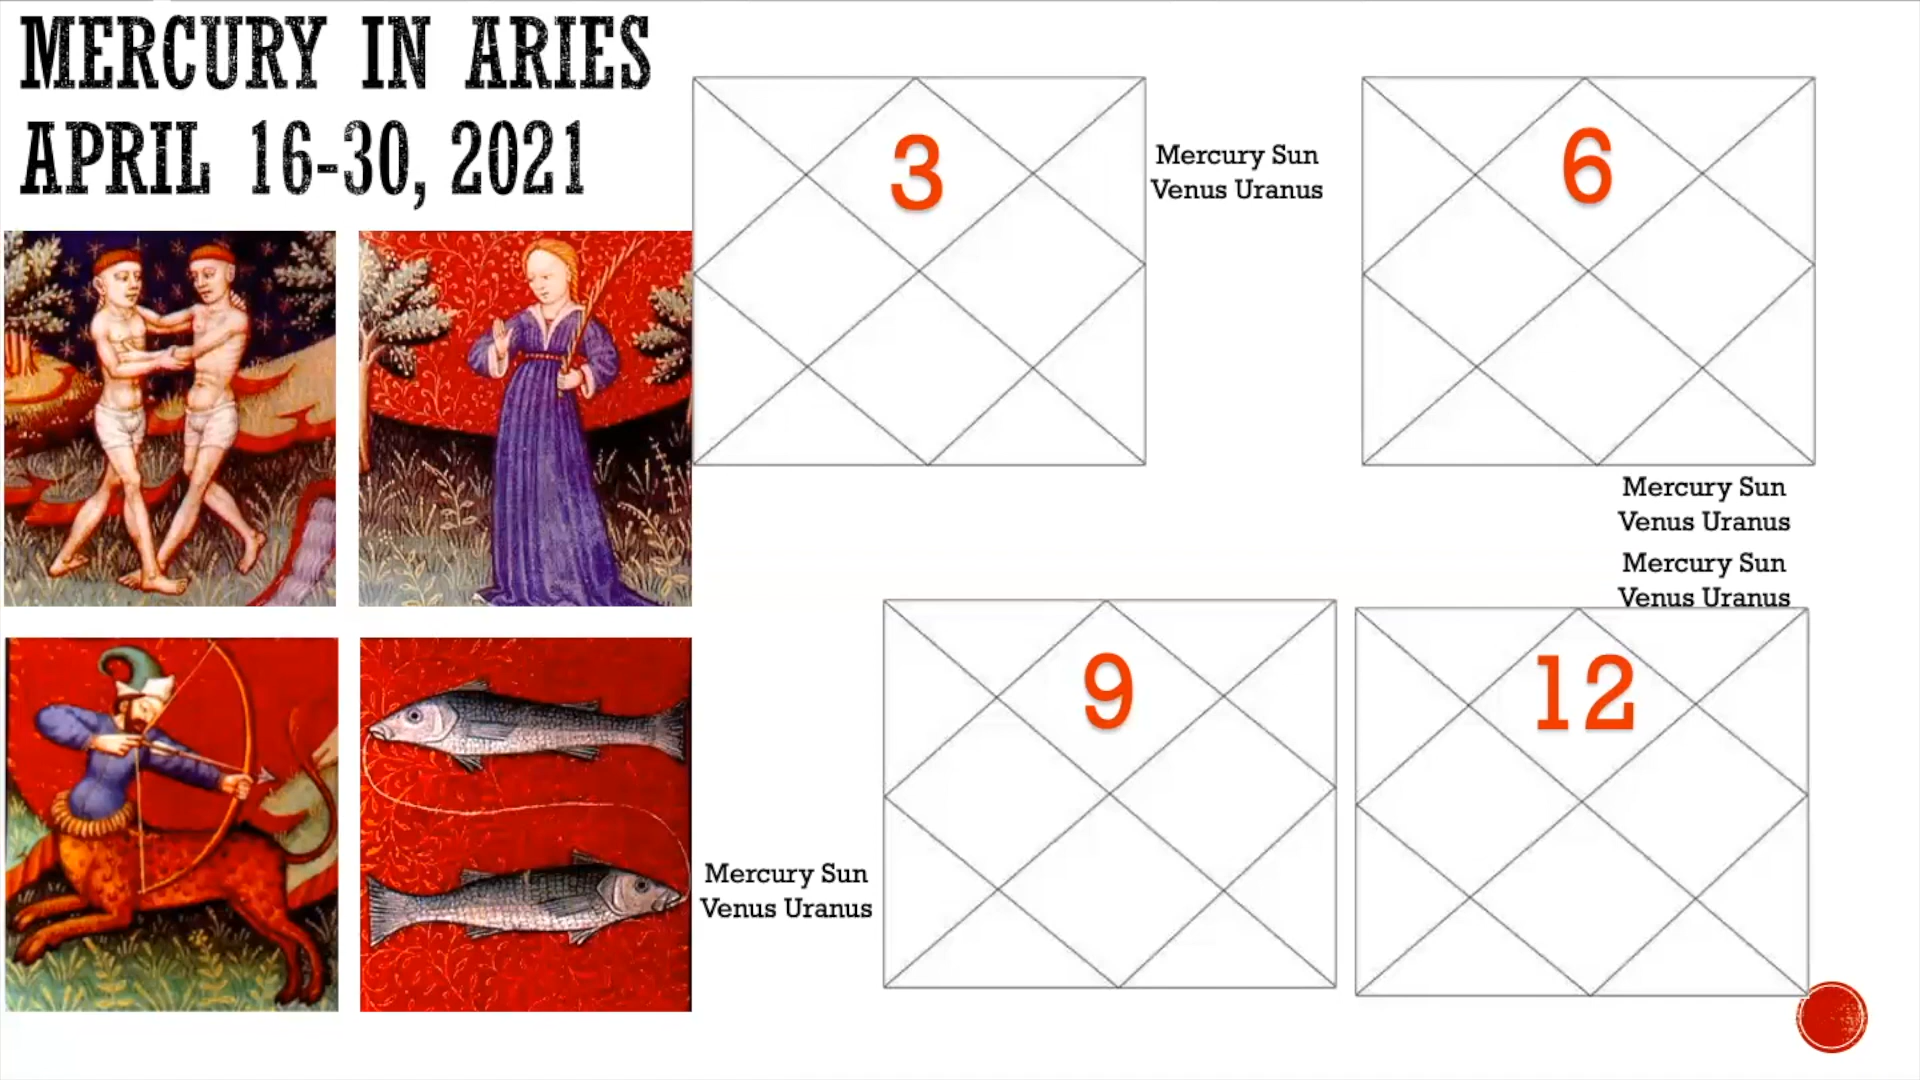 MERCURY IN ARIES
APRIL 16-30, 2021
3
Mercury Sun
Venus Uranus
6
Mercury Sun
Venus Uranus
Mercury Sun
Venus Uranus
9
12
Mercury Sun
Venus Uranus